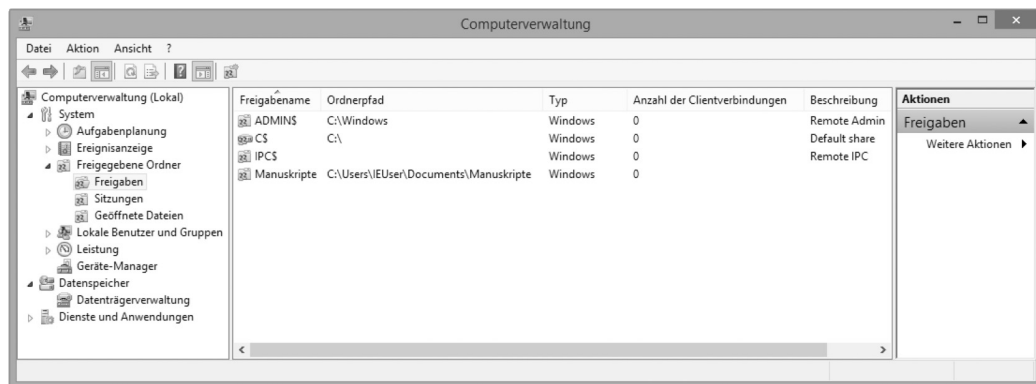 Computerverwaltung
Datei Aktion Ansicht ?
Computerverwaltung (Lokal)
System
Aufgabenplanung
Ereignisanzeige
Freigegebene Ordner
Freigaben
Sitzungen
Geöffnete Dateien
Lokale Benutzer und Gruppen
Leistung
Geräte-Manager
Datenspeicher
Datenträgerverwaltung
Dienste und Anwendungen
Freigabename Ordnerpfad Typ Anzahl der Clientverbindungen Beschreibung
ADMIN$ C:\Windows Windows 0 Remote Admin
C$ C:\ Windows 0 Default share
IPC$ Windows 0 Remote IPC
Manuskripte C:\Users\IEUser\Documents\Manuskripte Windows 0
Aktionen
Freigaben
Weitere Aktionen